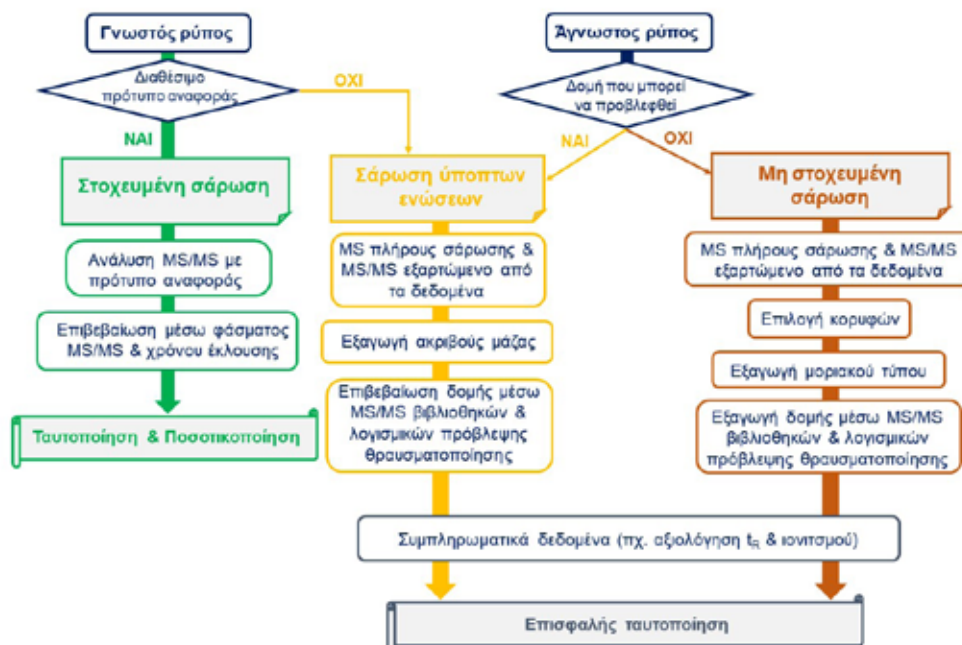 Γνωστός ρύπος
Άγνωστος ρύπος
Διαθέσιμο
πρότυπο αναφοράς
ΟΧΙ
Δομή που μπορεί
να προβλεφθεί
ΝΑΙ
ΝΑΙ
ΟΧΙ
Στοχευμένη σάρωση
Σάρωση ύποπτων
ενώσεων
Μη στοχευμένη
σάρωση
Ανάλυση MS/MS με
πρότυπο αναφοράς
MS πλήρους σάρωσης &
MS/MS εξαρτώμενο από
τα δεδομένα
MS πλήρους σάρωσης & MS/MS
εξαρτώμενο από τα δεδομένα
Επιβεβαίωση μέσω φάσματος
MS/MS & χρόνου έκλουσης
Εξαγωγή ακριβούς μάζας
Επιλογή κορυφών
Εξαγωγή μοριακού τύπου
Ταυτοποίηση & Ποσοτικοποίηση
Επιβεβαίωση δομής μέσω
MS/MS βιβλιοθηκών &
λογισμικών πρόβλεψης
θραυσματοποίησης
Εξαγωγή δομής μέσω MS/MS
βιβλιοθηκών & λογισμικών
πρόβλεψης θραυσματοποίησης
Συμπληρωματικά δεδομένα (πχ. αξιολόγηση tR & ιονιτσμού)
Επισφαλής ταυτοποίηση